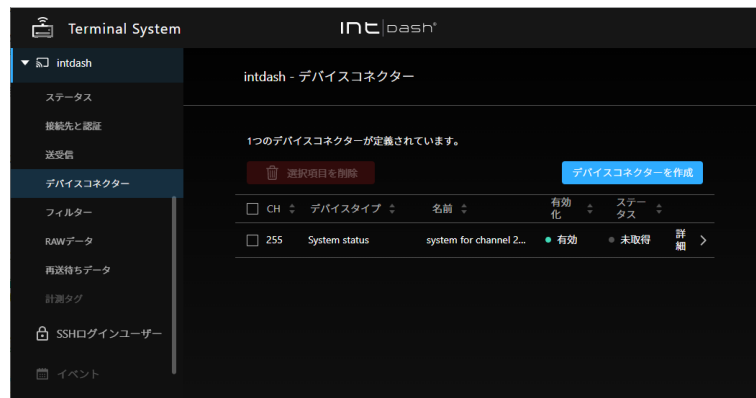 Terminal System
intdash
intdash
intdash - デバイスコネクター
ステータス
接続先と認証
送受信
デバイスコネクター
フィルター
RAWデータ
再送待ちデータ
計測タグ
SSHログインユーザー
イベント
1つのデバイスコネクターが定義されています。
選択項目を削除
デバイスコネクターを作成
CH デバイスタイプ 名前 有効化 ステータス
255 System status system for channel 2... 有効 未取得 詳細